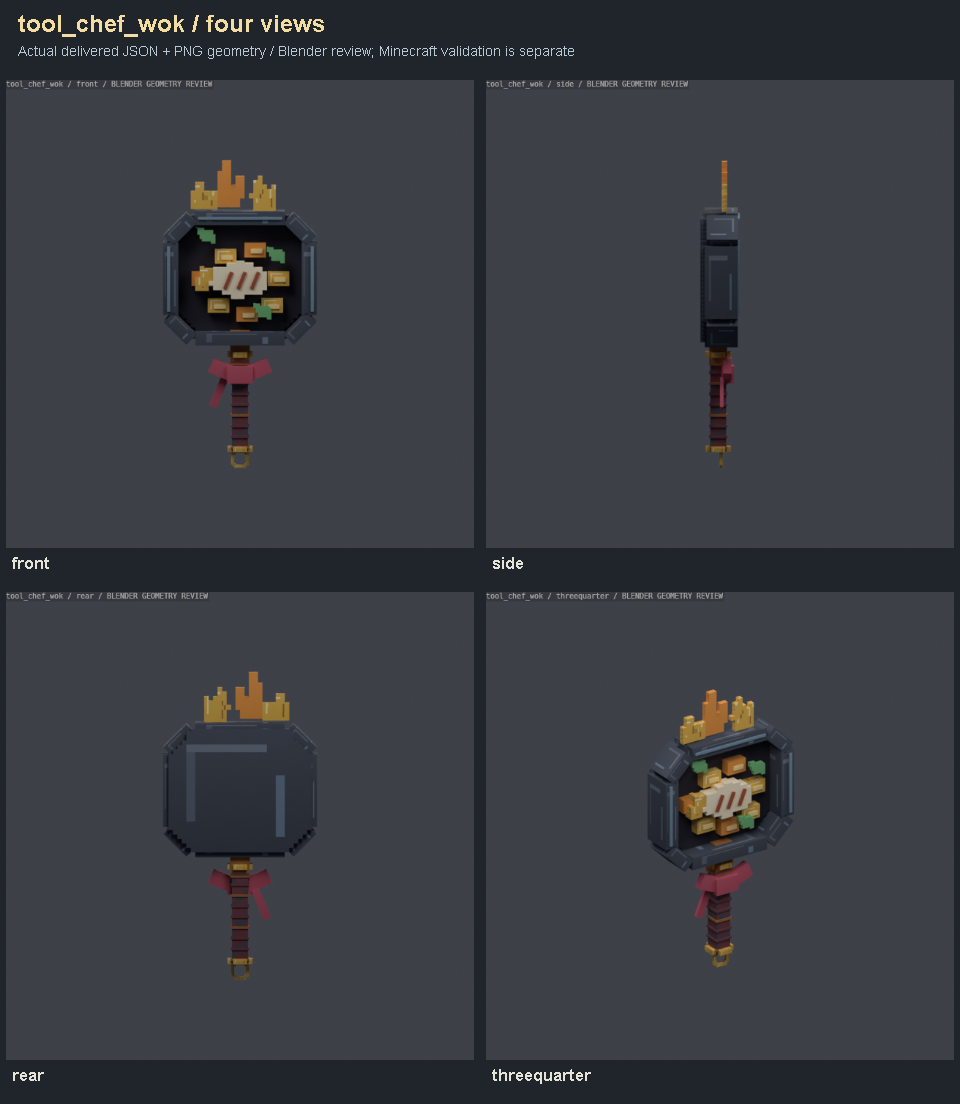 tool_chef_wok / four views
Actual delivered JSON + PNG geometry / Blender review; Minecraft validation is separate
tool_chef_wok / front / BLENDER GEOMETRY REVIEW
tool_chef_wok / side / BLENDER GEOMETRY REVIEW
front
side
tool_chef_wok / rear / BLENDER GEOMETRY REVIEW
tool_chef_wok / threequarter / BLENDER GEOMETRY REVIEW
rear
threequarter